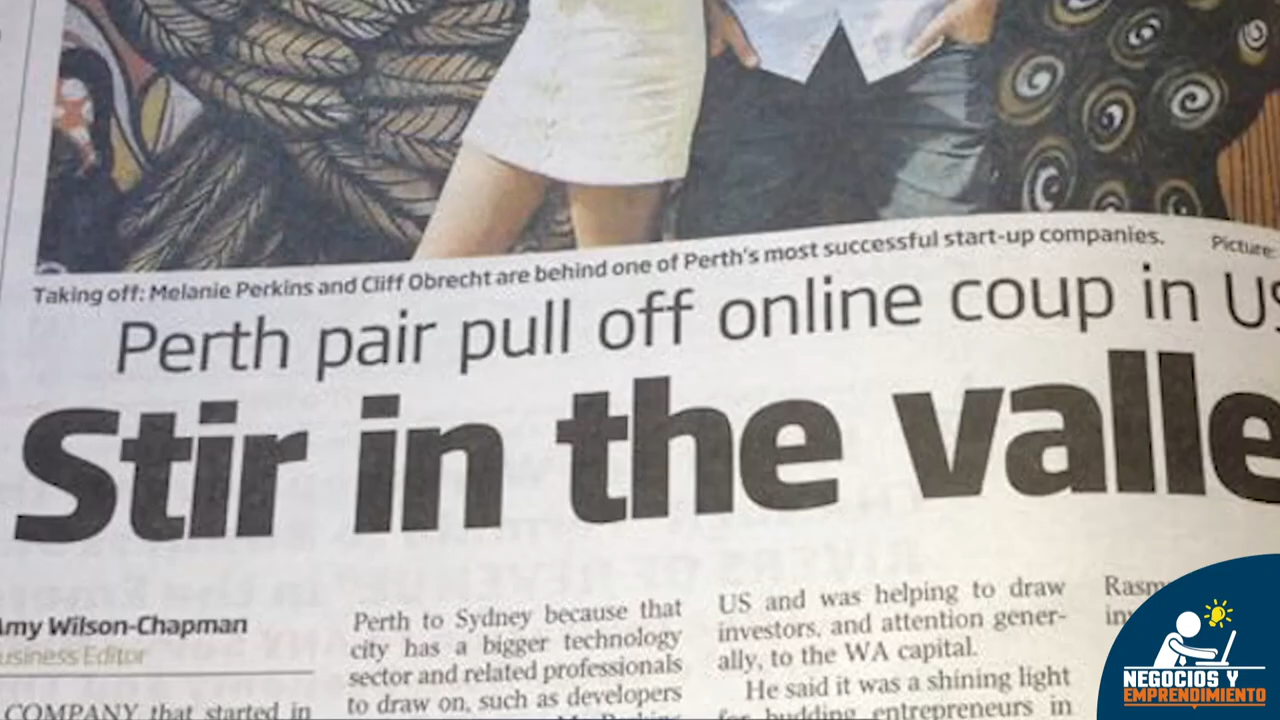 Taking off: Melanie Perkins and Cliff Obrecht are behind one of Perth's most successful start-up companies.
Picture:
Perth pair pull off online coup in US
Stir in the valle
Amy Wilson-Chapman
usiness Editor
COMPANY that started in
Perth to Sydney because that
city has a bigger technology
sector and related professionals
to draw on, such as developers
US and was helping to draw
investors, and attention gener-
ally, to the WA capital.
He said it was a shining light
for budding entrepreneurs in
NEGOCIOS Y
EMPRENDIMIENTO